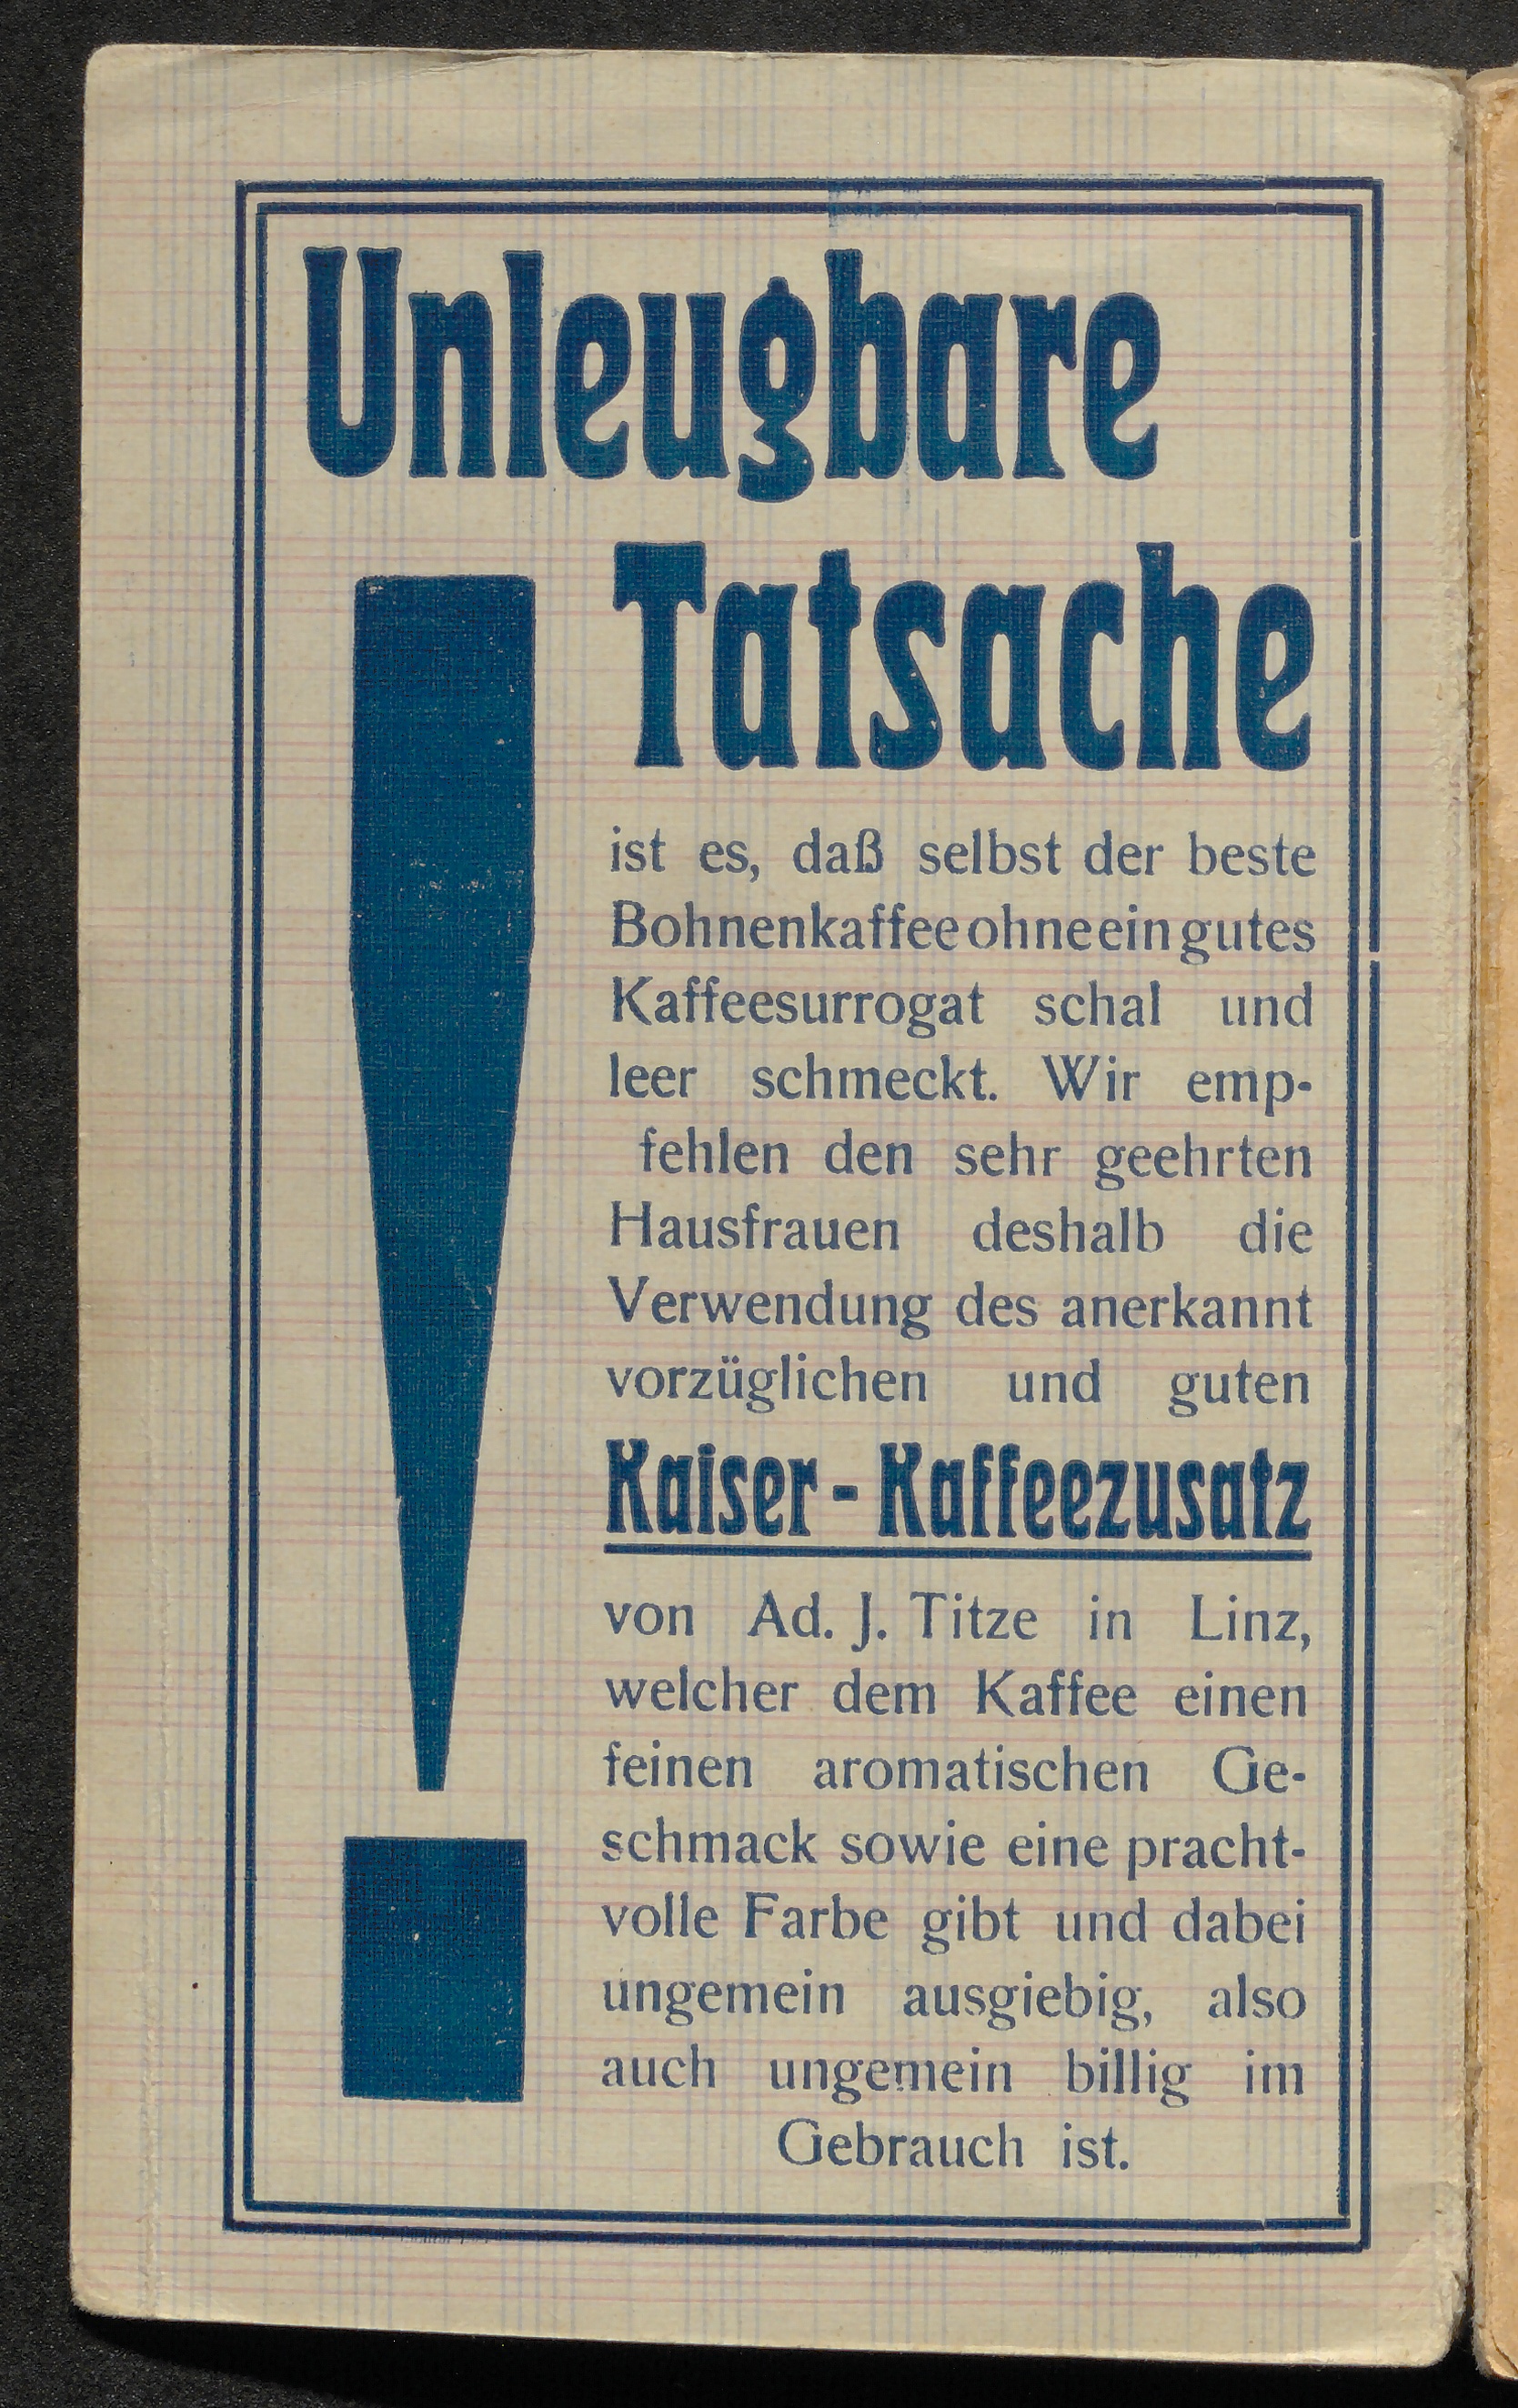 Unleugbare
Tatsache
ist es, daß selbst der beste
Bohnenkaffee ohne ein gutes
Kaffeesurrogat schal und
leer schmeckt. Wir emp-
fehlen den sehr geehrten
Hausfrauen deshalb die
Verwendung des anerkannt
vorzüglichen und guten
Kaiser-Kaffeezusatz
von Ad. J. Titze in Linz,
welcher dem Kaffee einen
feinen aromatischen Ge-
schmack sowie eine pracht-
volle Farbe gibt und dabei
ungemein ausgiebig, also
auch ungemein billig im
Gebrauch ist.
!